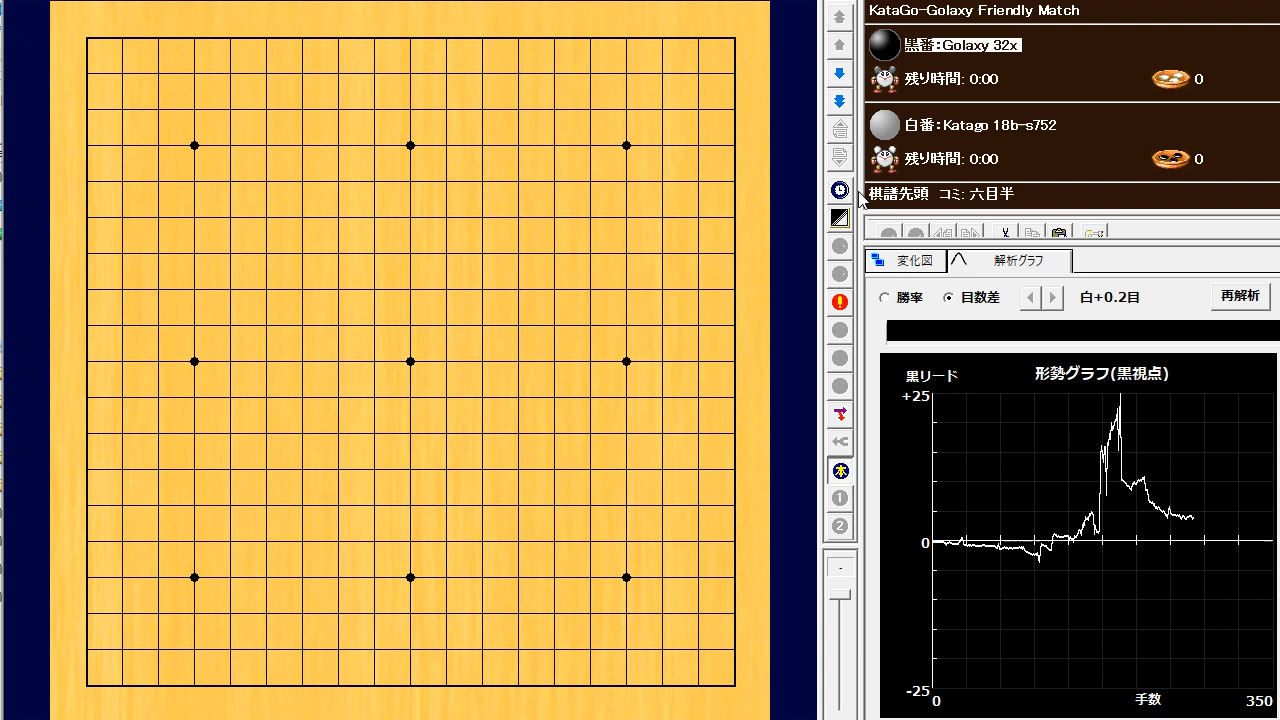 KataGo-Golaxy Friendly Match
黒番：Golaxy 32x
残り時間: 0:00
0
白番：Katago 18b-s752
残り時間: 0:00
0
棋譜先頭 コミ: 六目半
変化図
解析グラフ
勝率
目数差
白+0.2目
再解析
黒リード
形勢グラフ(黒視点)
+25
0
-25
0
手数
350
1
2
-